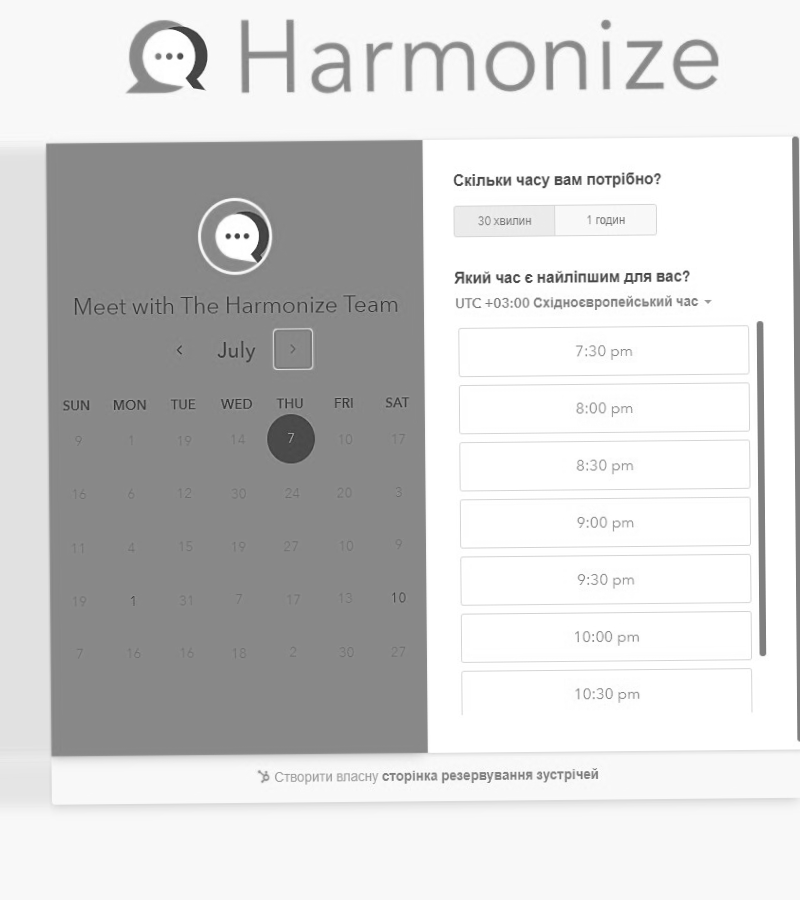 Harmonize
Meet with The Harmonize Team
July
SUN MON TUE WED THU FRI SAT
9 1 19 14 7 10 17
16 6 12 30 24 20 3
11 4 15 19 27 10 9
19 1 31 7 17 13 10
7 16 16 18 2 30 27
Скільки часу вам потрібно?
30 хвилин 1 годин
Який час є найліпшим для вас?
UTC +03:00 Східноєвропейський час
7:30 pm
8:00 pm
8:30 pm
9:00 pm
9:30 pm
10:00 pm
10:30 pm
Створити власну сторінка резервування зустрічей